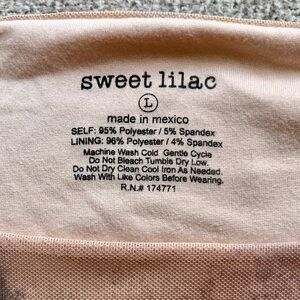 sweet lilac
L
made in mexico
SELF: 95% Polyester / 5% Spandex
LINING: 96% Polyester / 4% Spandex
Machine Wash Cold Gentle Cycle
Do Not Bleach Tumble Dry Low.
Do Not Dry Clean Cool Iron As Needed.
Wash With Like Colors Before Wearing.
R.N.# 174771